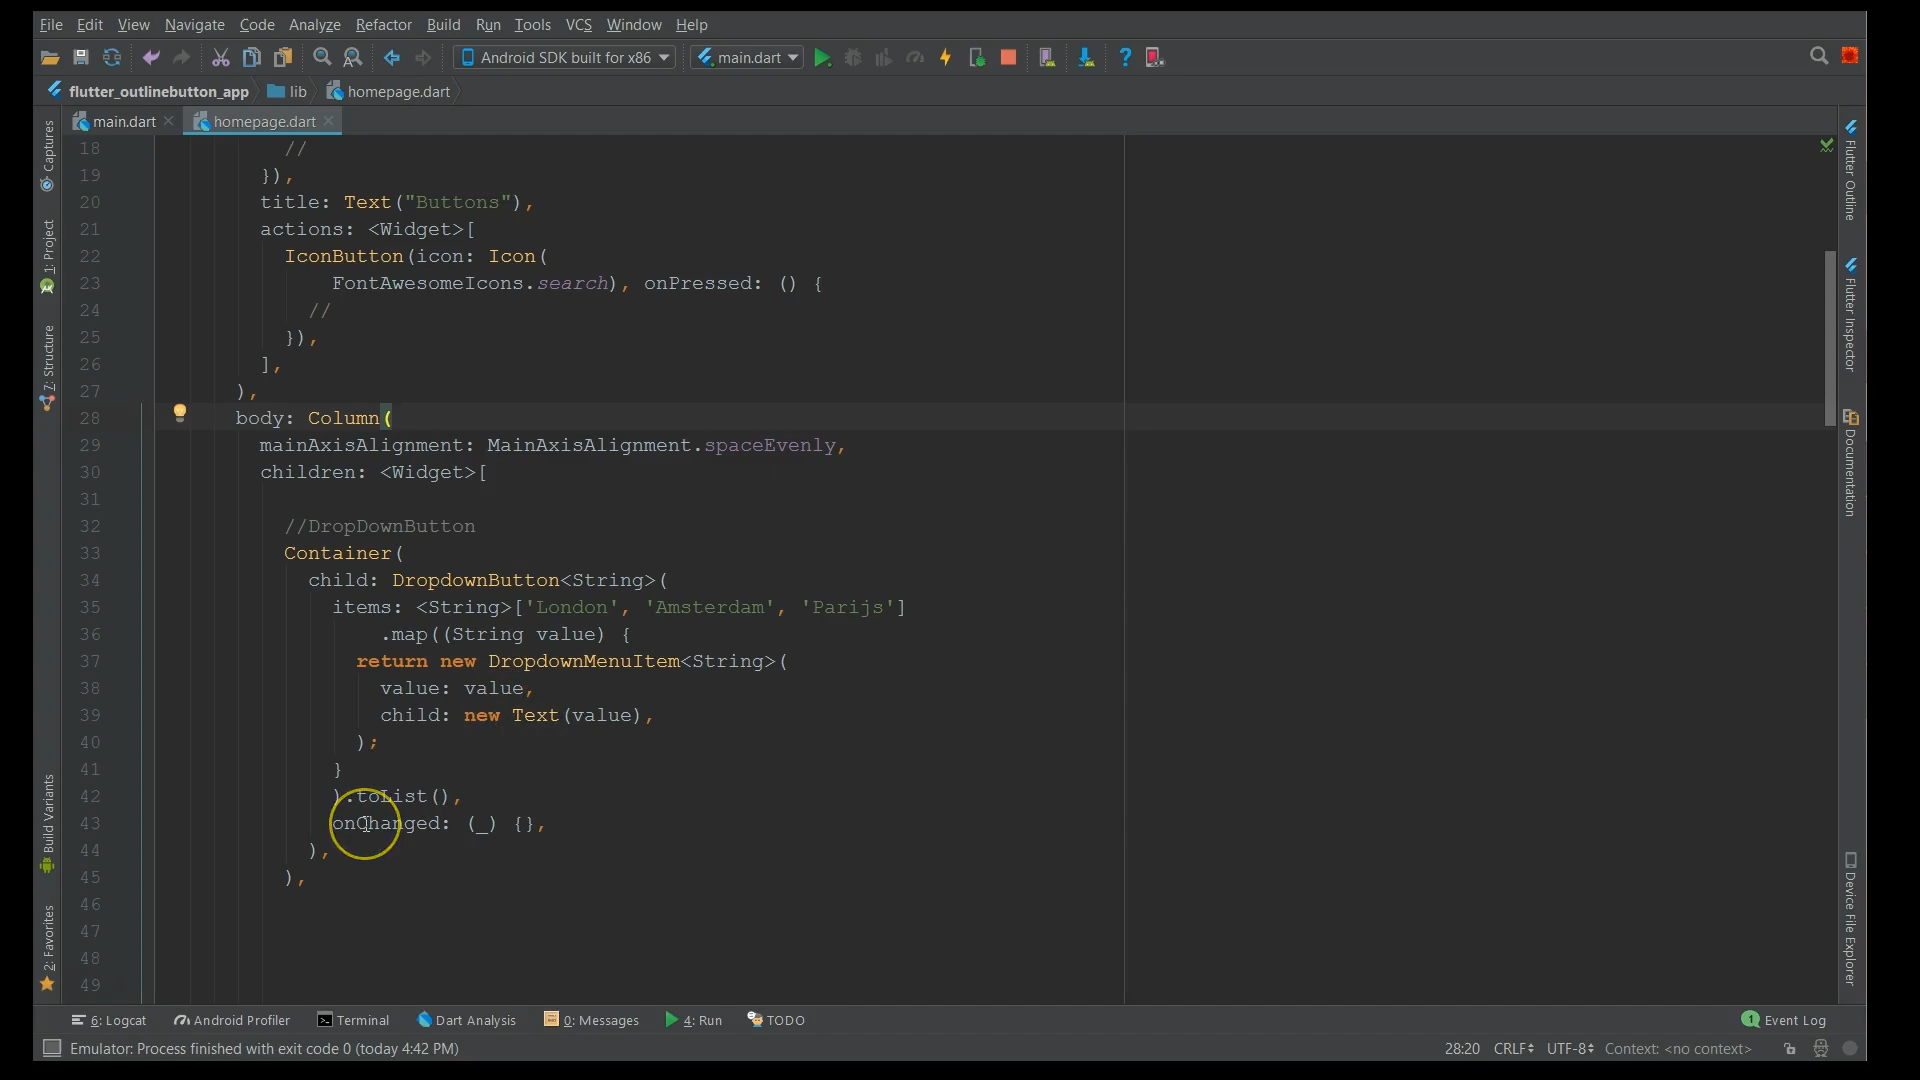 File Edit View Navigate Code Analyze Refactor Build Run Tools VCS Window Help
Android SDK built for x86 main.dart
flutter_outlinebutton_app lib homepage.dart
main.dart homepage.dart
18 //
19 }),
20 title: Text("Buttons"),
21 actions: <Widget>[
22 IconButton(icon: Icon(
23 FontAwesomeIcons.search), onPressed: () {
24 //
25 }),
26 ],
27 ),
28 body: Column(
29 mainAxisAlignment: MainAxisAlignment.spaceEvenly,
30 children: <Widget>[
31
32 //DropDownButton
33 Container(
34 child: DropdownButton<String>(
35 items: <String>['London', 'Amsterdam', 'Parijs']
36 .map((String value) {
37 return new DropdownMenuItem<String>(
38 value: value,
39 child: new Text(value),
40 );
41 }
42 ).toList(),
43 onChanged: (_) {},
44 ),
45 ),
46
47
48
49
Captures
1: Project
7: Structure
Build Variants
2: Favorites
Flutter Outline
Flutter Inspector
Documentation
Device File Explorer
6: Logcat Android Profiler Terminal Dart Analysis 0: Messages 4: Run TODO 1 Event Log
Emulator: Process finished with exit code 0 (today 4:42 PM) 28:20 CRLF UTF-8 Context: <no context>